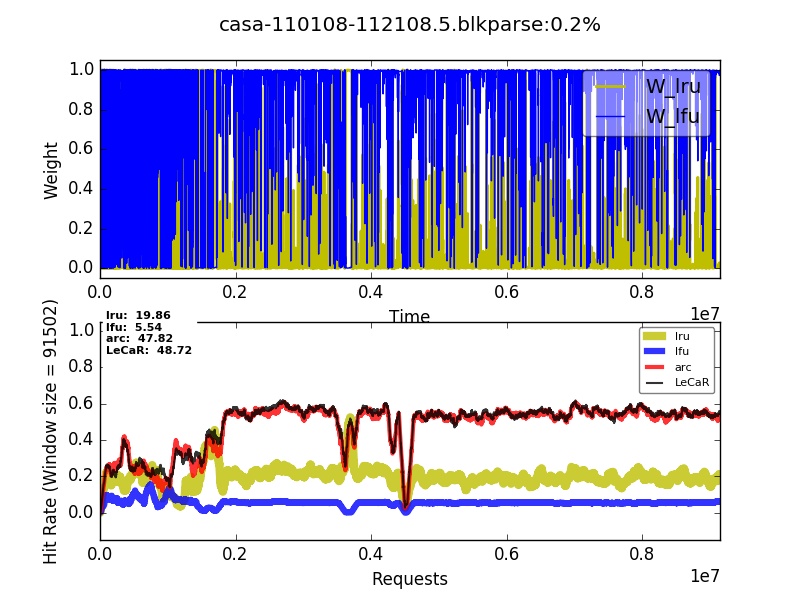 casa-110108-112108.5.blkparse:0.2%
Weight
1.0
0.8
0.6
0.4
0.2
0.0
W_lru
W_lfu
0.0 0.2 0.4 0.6 0.8
1e7
Time
Hit Rate (Window size = 91502)
lru: 19.86
lfu: 5.54
arc: 47.82
LeCaR: 48.72
1.0
0.8
0.6
0.4
0.2
0.0
lru
lfu
arc
LeCaR
0.0 0.2 0.4 0.6 0.8
1e7
Requests